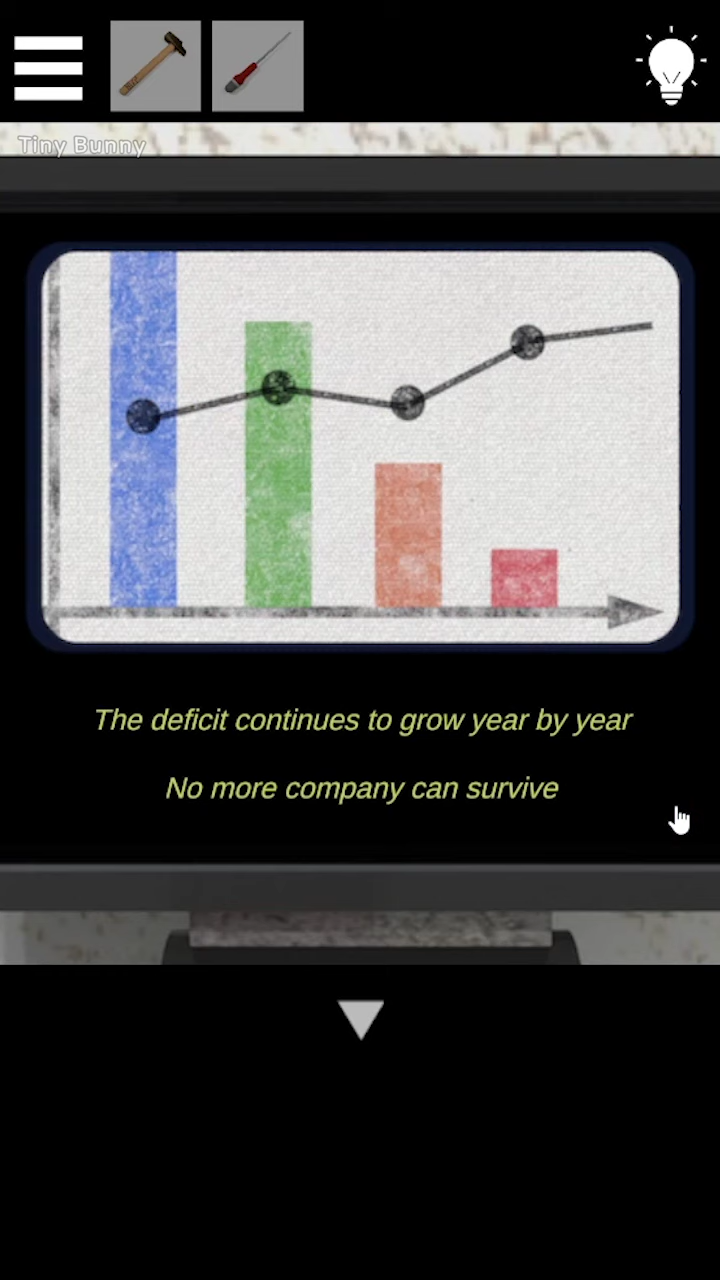 Tiny Bunny
The deficit continues to grow year by year
No more company can survive